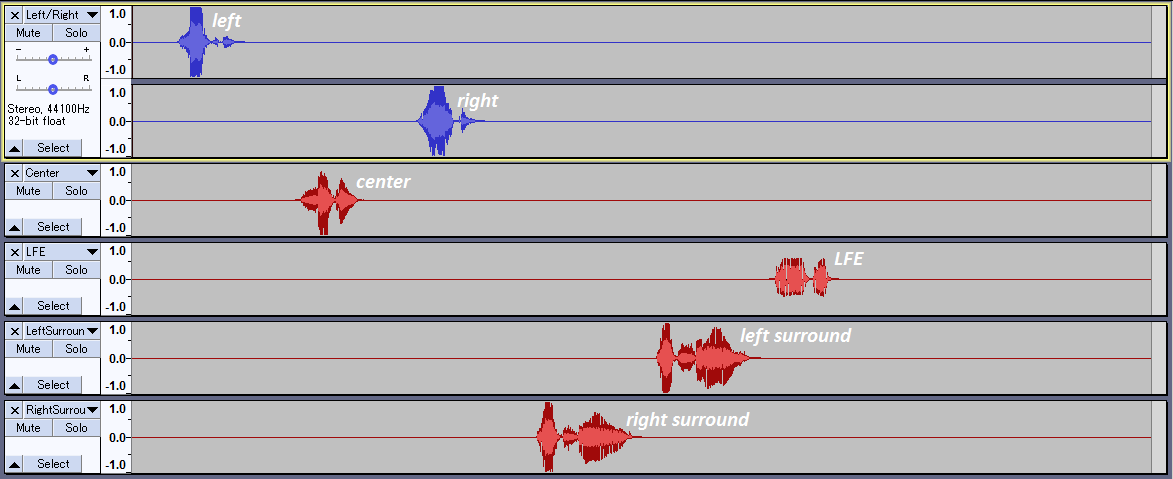 Left/Right
Mute Solo
- +
L R
Stereo, 44100Hz
32-bit float
Select
1.0
0.0
-1.0
left
1.0
0.0
-1.0
right
Center
Mute Solo
Select
1.0
0.0
-1.0
center
LFE
Mute Solo
Select
1.0
0.0
-1.0
LFE
LeftSurroun
Mute Solo
Select
1.0
0.0
-1.0
left surround
RightSurrou
Mute Solo
Select
1.0
0.0
-1.0
right surround